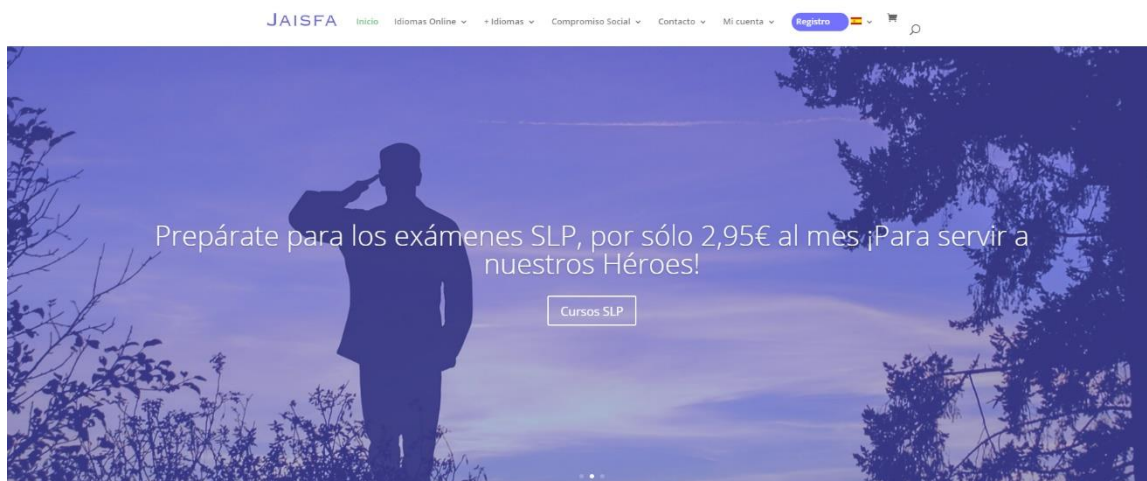 JAISFA Inicio Idiomas Online + Idiomas Compromiso Social Contacto Mi cuenta Registro
Prepárate para los exámenes SLP, por sólo 2,95€ al mes ¡Para servir a
nuestros Héroes!
Cursos SLP